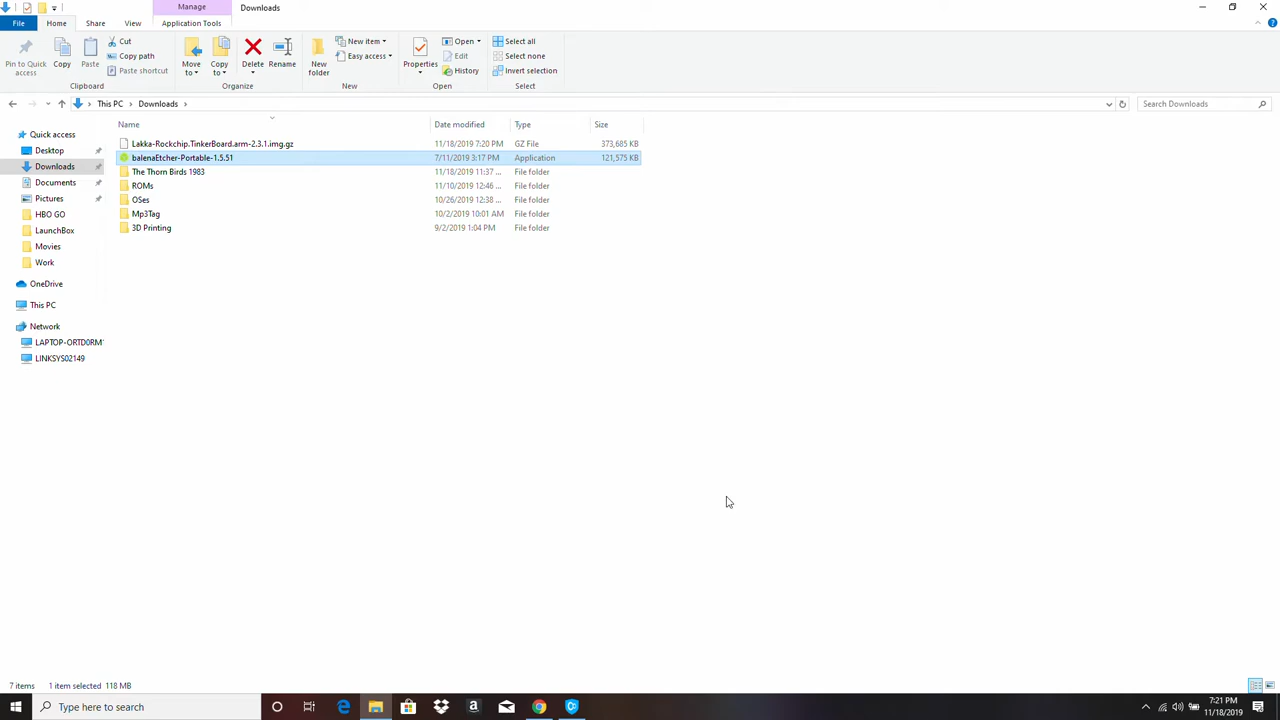 Manage
Downloads
File
Home
Share
View
Application Tools
Pin to Quick access
Copy
Paste
Cut
Copy path
Paste shortcut
Clipboard
Move to
Copy to
Delete
Rename
Organize
New folder
New item
Easy access
New
Properties
Open
Edit
History
Open
Select all
Select none
Invert selection
Select
This PC > Downloads >
Search Downloads
Name Date modified Type Size
Lakka-Rockchip.TinkerBoard.arm-2.3.1.img.gz 11/18/2019 7:20 PM GZ File 373,685 KB
balenaEtcher-Portable-1.5.51 7/11/2019 3:17 PM Application 121,575 KB
The Thorn Birds 1983 11/18/2019 11:37 ... File folder
ROMs 11/10/2019 12:46 ... File folder
OSes 10/26/2019 12:38 ... File folder
Mp3Tag 10/2/2019 10:01 AM File folder
3D Printing 9/2/2019 1:04 PM File folder
Quick access
Desktop
Downloads
Documents
Pictures
HBO GO
LaunchBox
Movies
Work
OneDrive
This PC
Network
LAPTOP-ORTD0RM
LINKSYS02149
7 items 1 item selected 118 MB
Type here to search
7:21 PM
11/18/2019